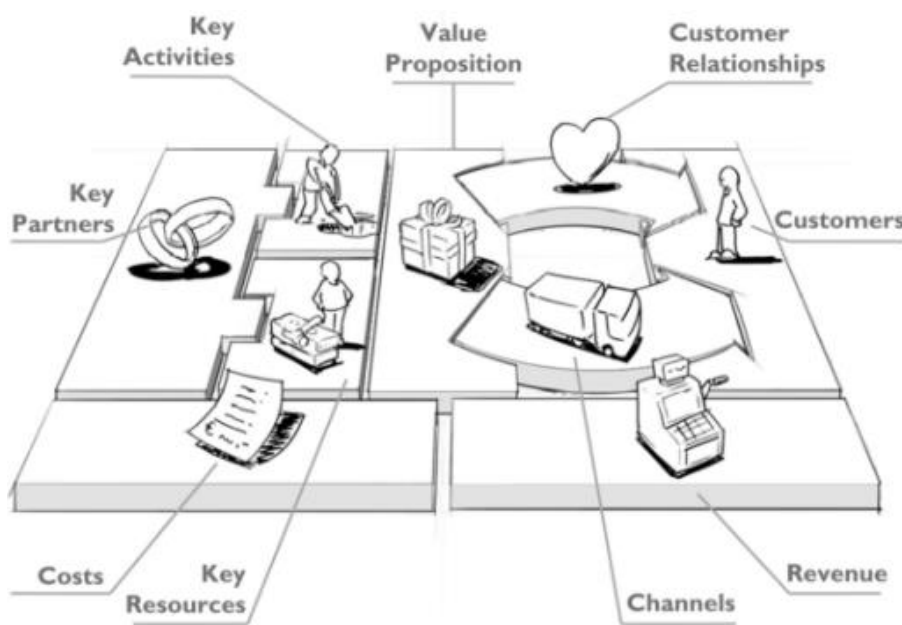 Key
Activities
Value
Proposition
Customer
Relationships
Key
Partners
Customers
Costs
Key
Resources
Channels
Revenue